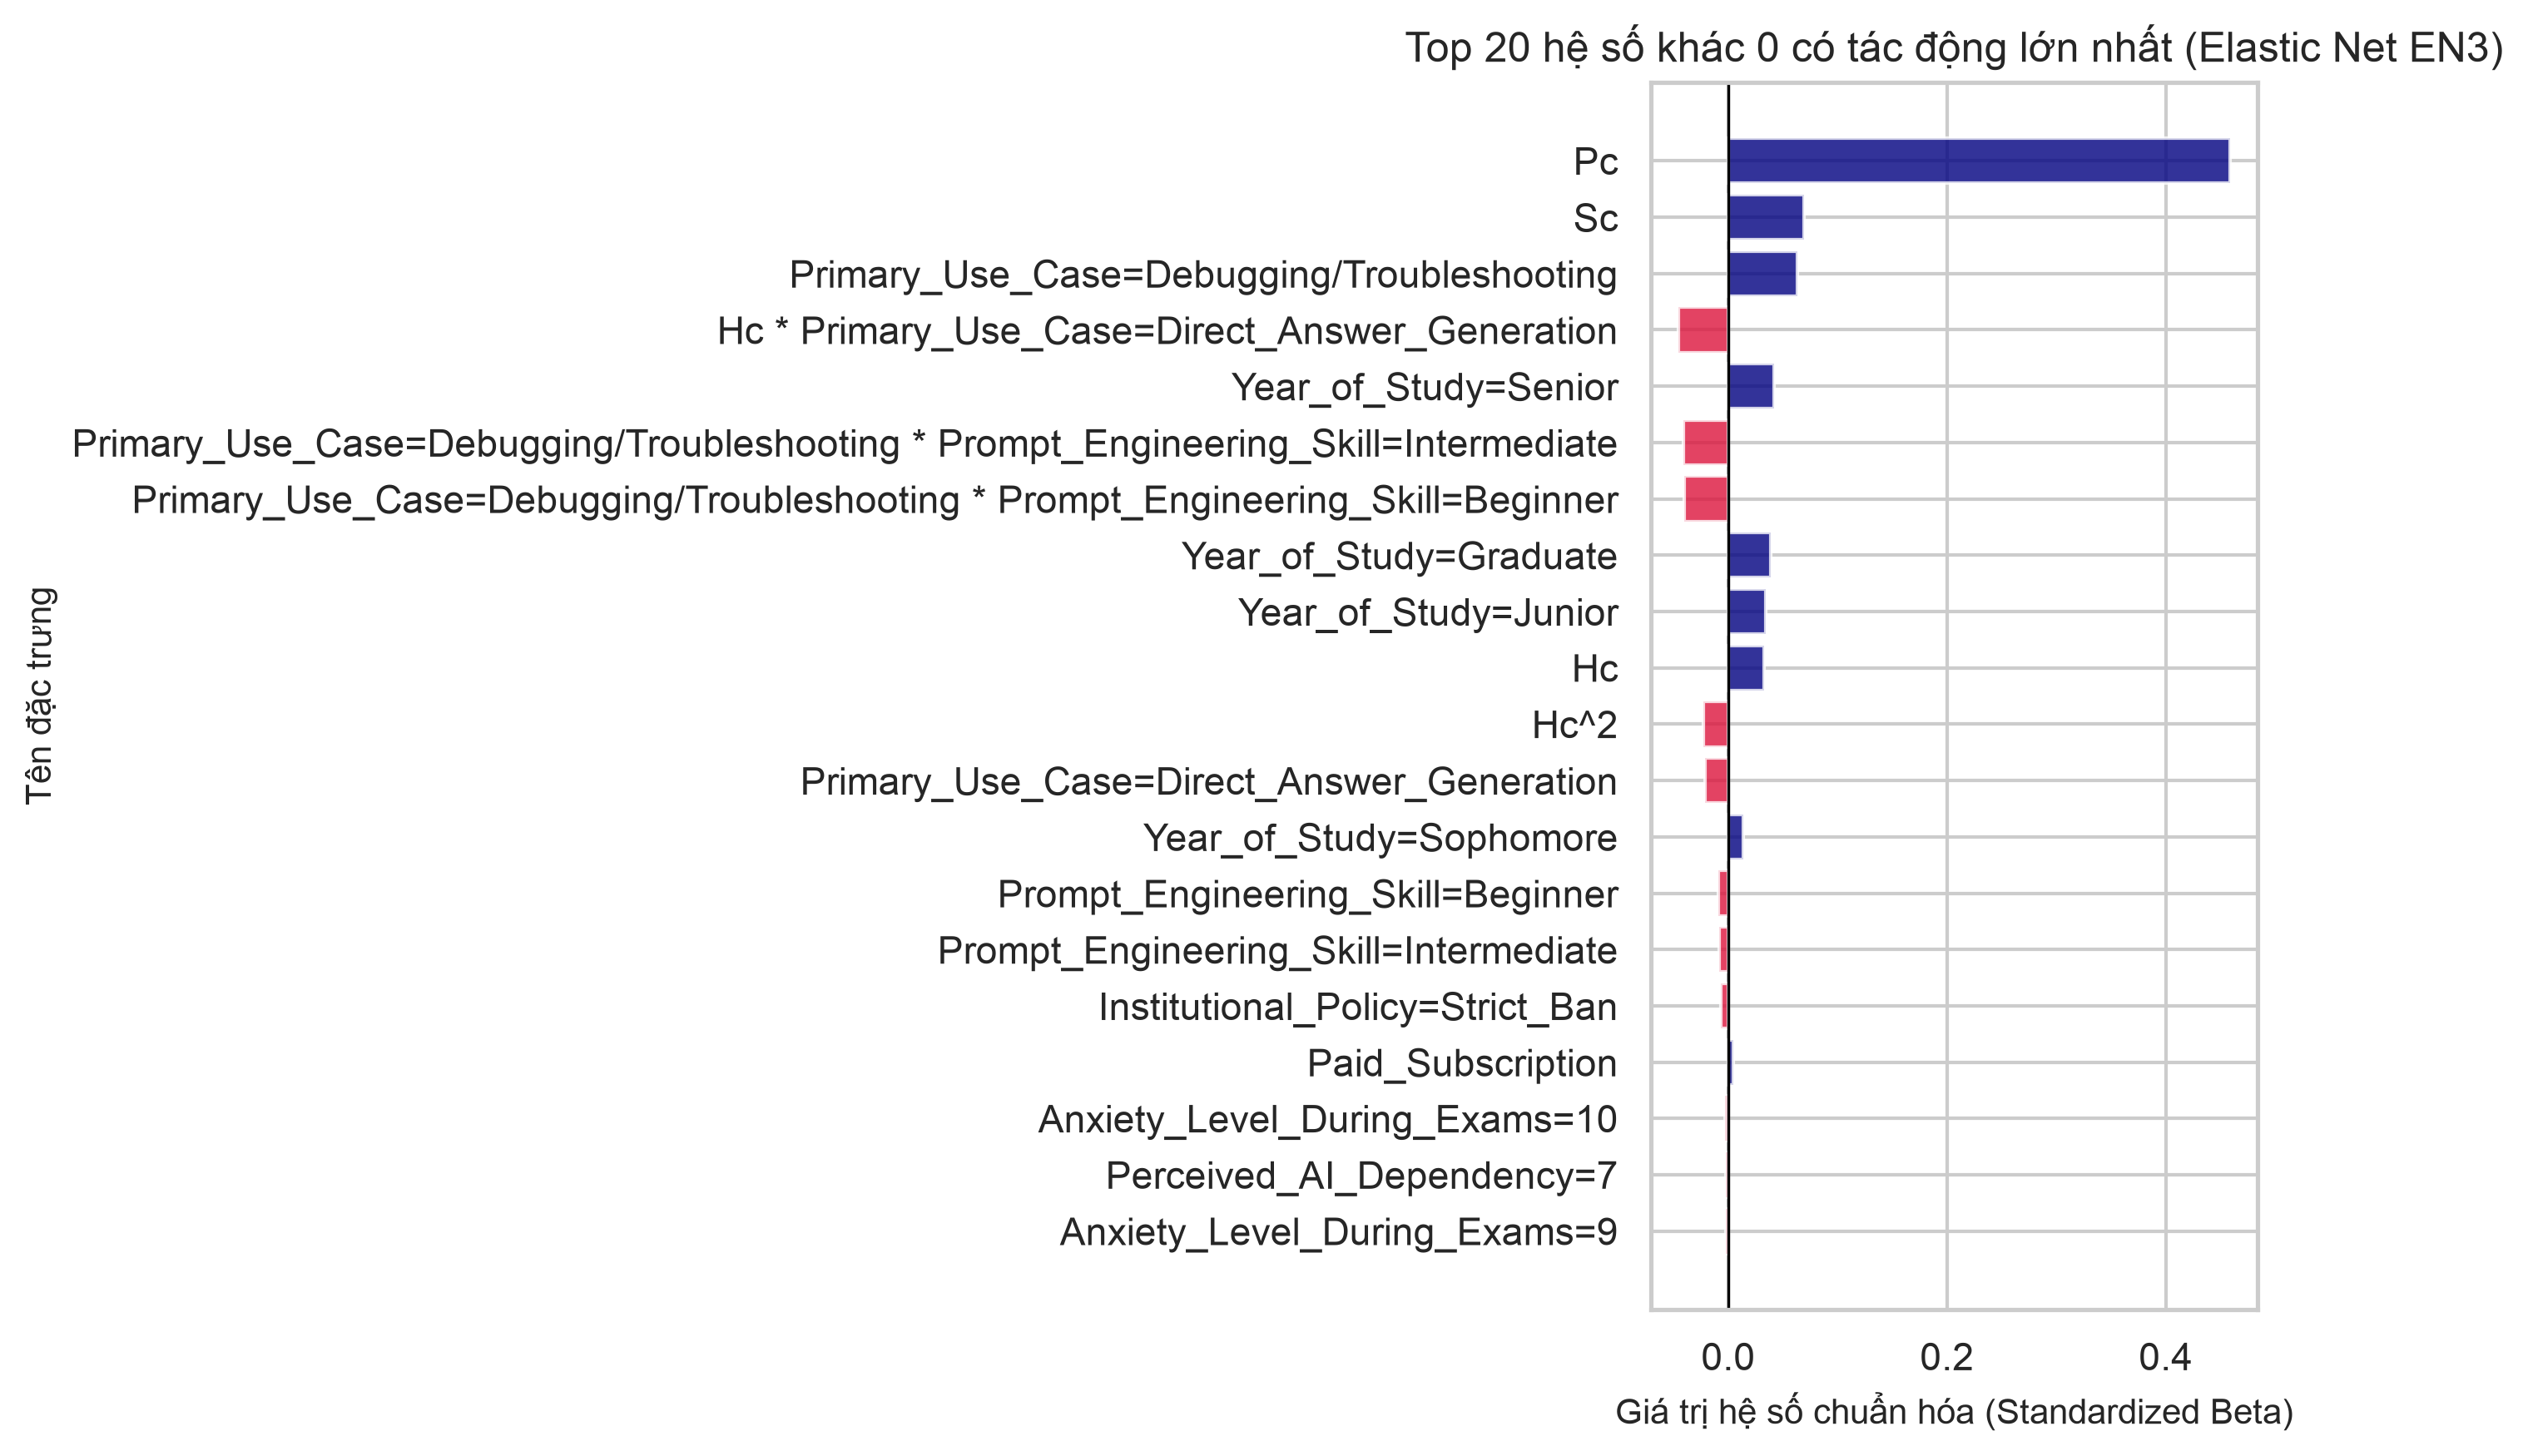 Top 20 hệ số khác 0 có tác động lớn nhất (Elastic Net EN3)
Tên đặc trưng
Pc
Sc
Primary_Use_Case=Debugging/Troubleshooting
Hc * Primary_Use_Case=Direct_Answer_Generation
Year_of_Study=Senior
Primary_Use_Case=Debugging/Troubleshooting * Prompt_Engineering_Skill=Intermediate
Primary_Use_Case=Debugging/Troubleshooting * Prompt_Engineering_Skill=Beginner
Year_of_Study=Graduate
Year_of_Study=Junior
Hc
Hc^2
Primary_Use_Case=Direct_Answer_Generation
Year_of_Study=Sophomore
Prompt_Engineering_Skill=Beginner
Prompt_Engineering_Skill=Intermediate
Institutional_Policy=Strict_Ban
Paid_Subscription
Anxiety_Level_During_Exams=10
Perceived_AI_Dependency=7
Anxiety_Level_During_Exams=9
0.0 0.2 0.4
Giá trị hệ số chuẩn hóa (Standardized Beta)